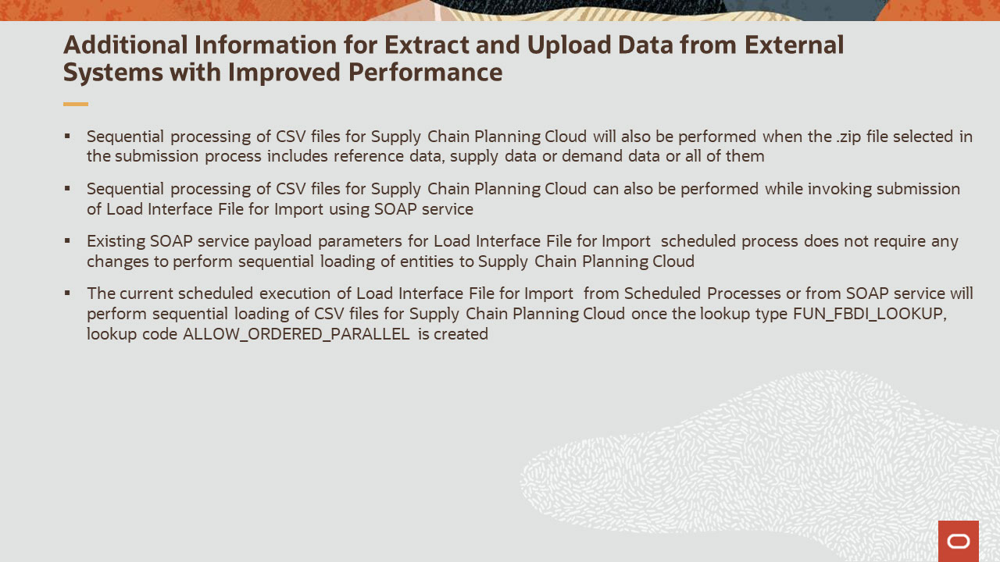 Additional Information for Extract and Upload Data from External
Systems with Improved Performance
▪ Sequential processing of CSV files for Supply Chain Planning Cloud will also be performed when the .zip file selected in
the submission process includes reference data, supply data or demand data or all of them
▪ Sequential processing of CSV files for Supply Chain Planning Cloud can also be performed while invoking submission
of Load Interface File for Import using SOAP service
▪ Existing SOAP service payload parameters for Load Interface File for Import scheduled process does not require any
changes to perform sequential loading of entities to Supply Chain Planning Cloud
▪ The current scheduled execution of Load Interface File for Import from Scheduled Processes or from SOAP service will
perform sequential loading of CSV files for Supply Chain Planning Cloud once the lookup type FUN_FBDI_LOOKUP,
lookup code ALLOW_ORDERED_PARALLEL is created